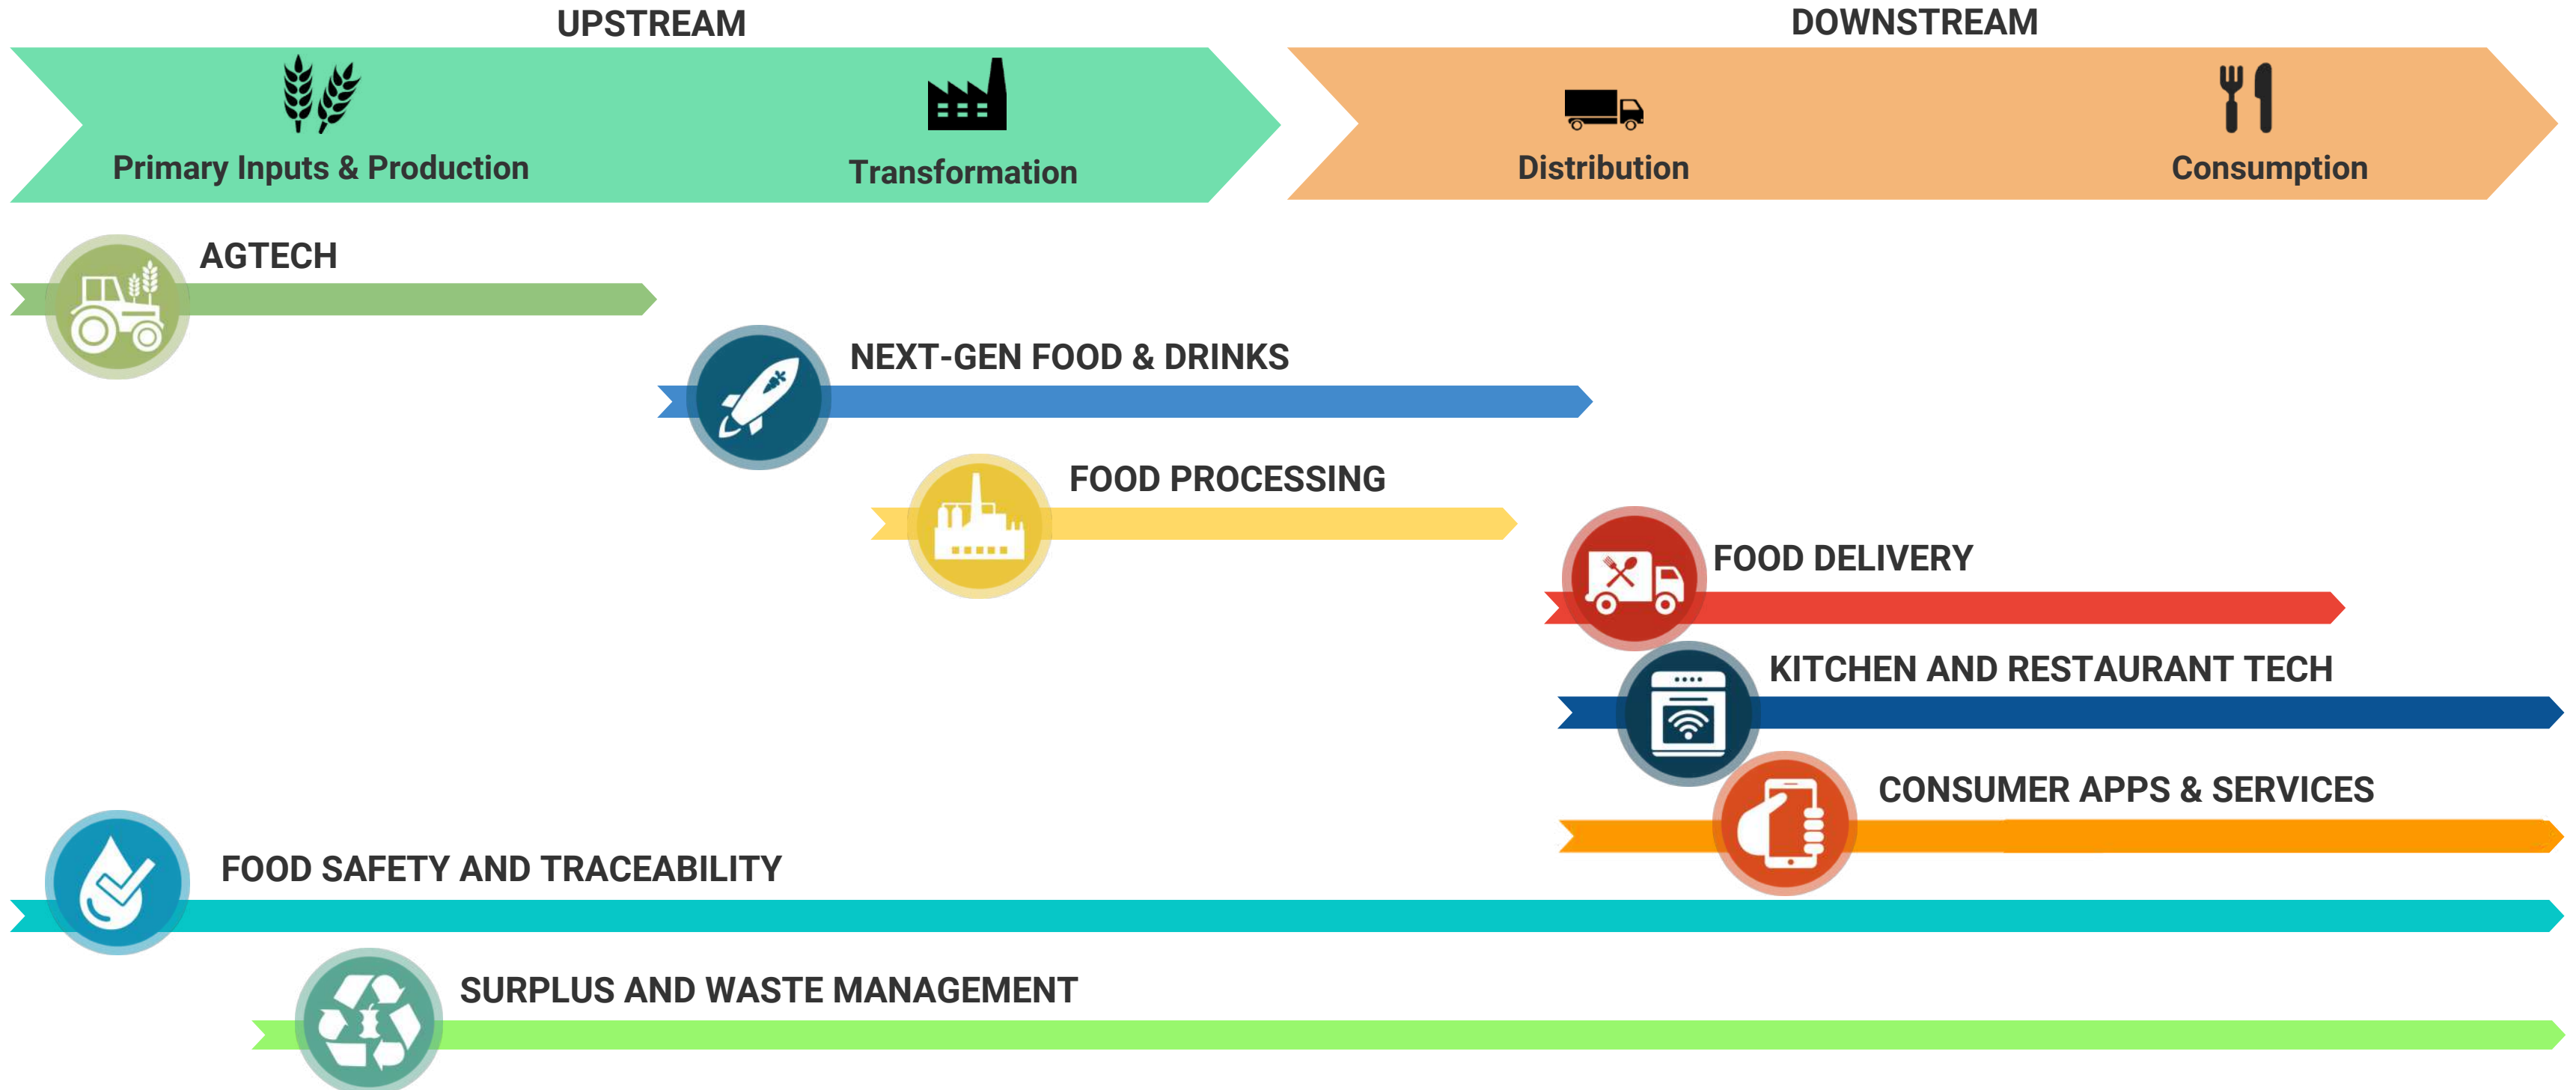 UPSTREAM
DOWNSTREAM
Primary Inputs & Production
Transformation
Distribution
Consumption
AGTECH
NEXT-GEN FOOD & DRINKS
FOOD PROCESSING
FOOD DELIVERY
KITCHEN AND RESTAURANT TECH
CONSUMER APPS & SERVICES
FOOD SAFETY AND TRACEABILITY
SURPLUS AND WASTE MANAGEMENT